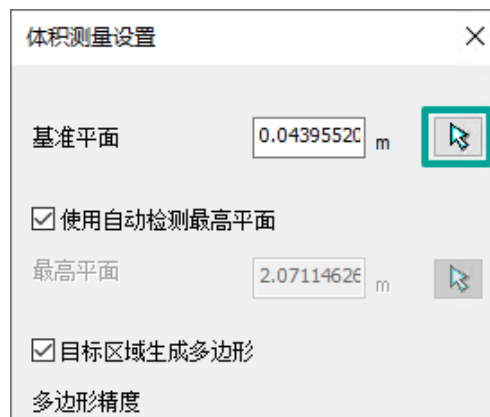 体积测量设置
基准平面 0.04395520 m
使用自动检测最高平面
最高平面 2.07114626 m
目标区域生成多边形
多边形精度